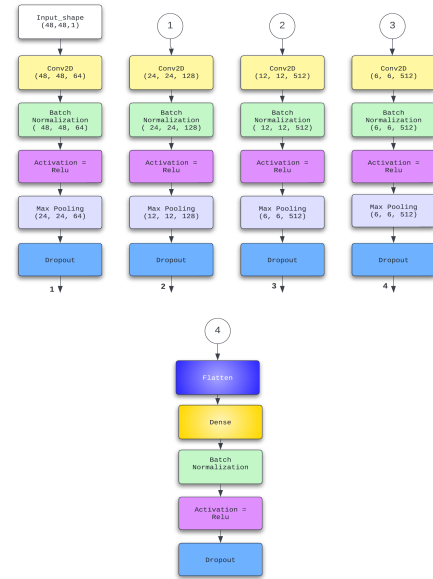 Input_shape
(48,48,1)
Conv2D
(48, 48, 64)
Batch
Normalization
( 48, 48, 64)
Activation =
Relu
Max Pooling
(24, 24, 64)
Dropout
1
1
Conv2D
(24, 24, 128)
Batch
Normalization
( 24, 24, 128)
Activation =
Relu
Max Pooling
(12, 12, 128)
Dropout
2
2
Conv2D
(12, 12, 512)
Batch
Normalization
( 12, 12, 512)
Activation =
Relu
Max Pooling
(6, 6, 512)
Dropout
3
3
Conv2D
(6, 6, 512)
Batch
Normalization
(6, 6, 512)
Activation =
Relu
Max Pooling
(6, 6, 512)
Dropout
4
4
Flatten
Dense
Batch
Normalization
Activation =
Relu
Dropout